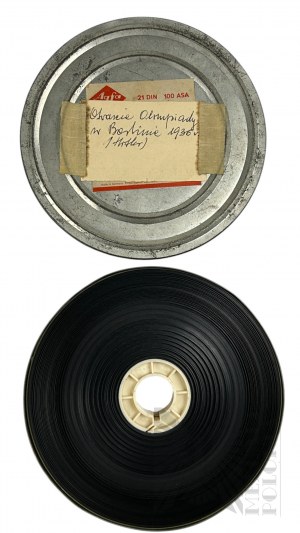 Agfa
21 DIN 100 ASA
Otwarcie Olimpiady
w Berlinie 1936 r
(Hitler)